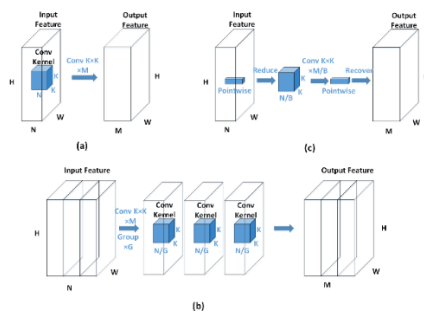 Input
Feature
Conv
Kernel
K
K
N
H
N
W
Conv K×K
×M
Output
Feature
H
W
M
(a)
Input
Feature
H
N
W
Pointwise
Reduce
K
K
N/B
Conv K×K
×M/B
Pointwise
Recover
Output
Feature
H
W
M
(c)
Input Feature
H
N
W
Conv K×K
×M
Group
×G
Conv
Kernel
K
K
N/G
Conv
Kernel
K
K
N/G
Conv
Kernel
K
K
N/G
Output Feature
H
W
M
(b)